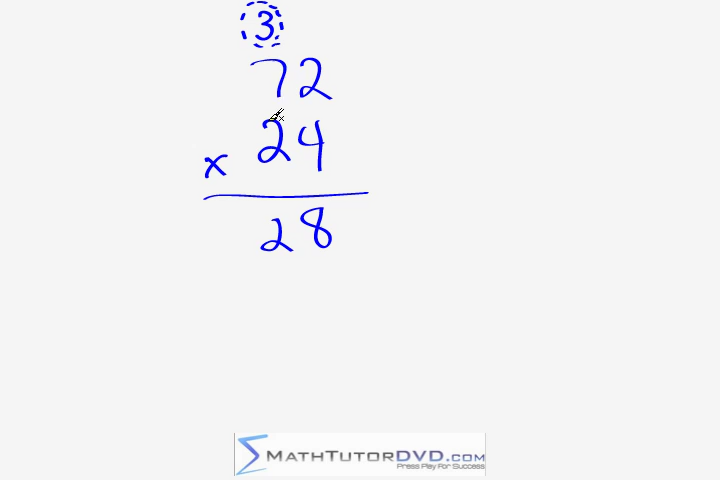 3
72
x 24
28
MATHTUTORDVD.COM
Press Play For Success